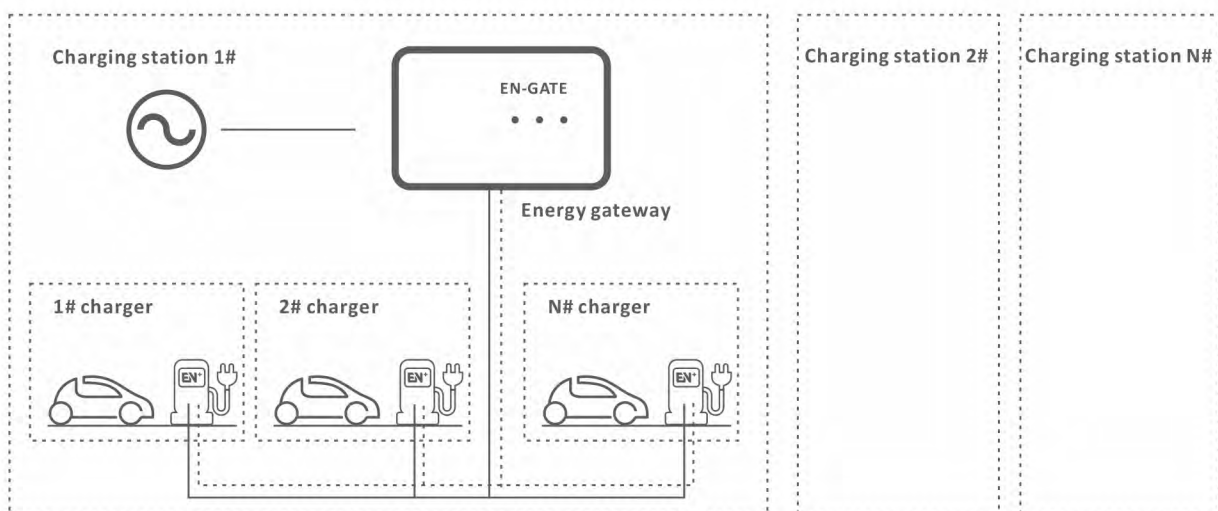 Charging station 1#
EN-GATE
Energy gateway
1# charger
EN+
2# charger
EN+
N# charger
EN+
Charging station 2#
Charging station N#